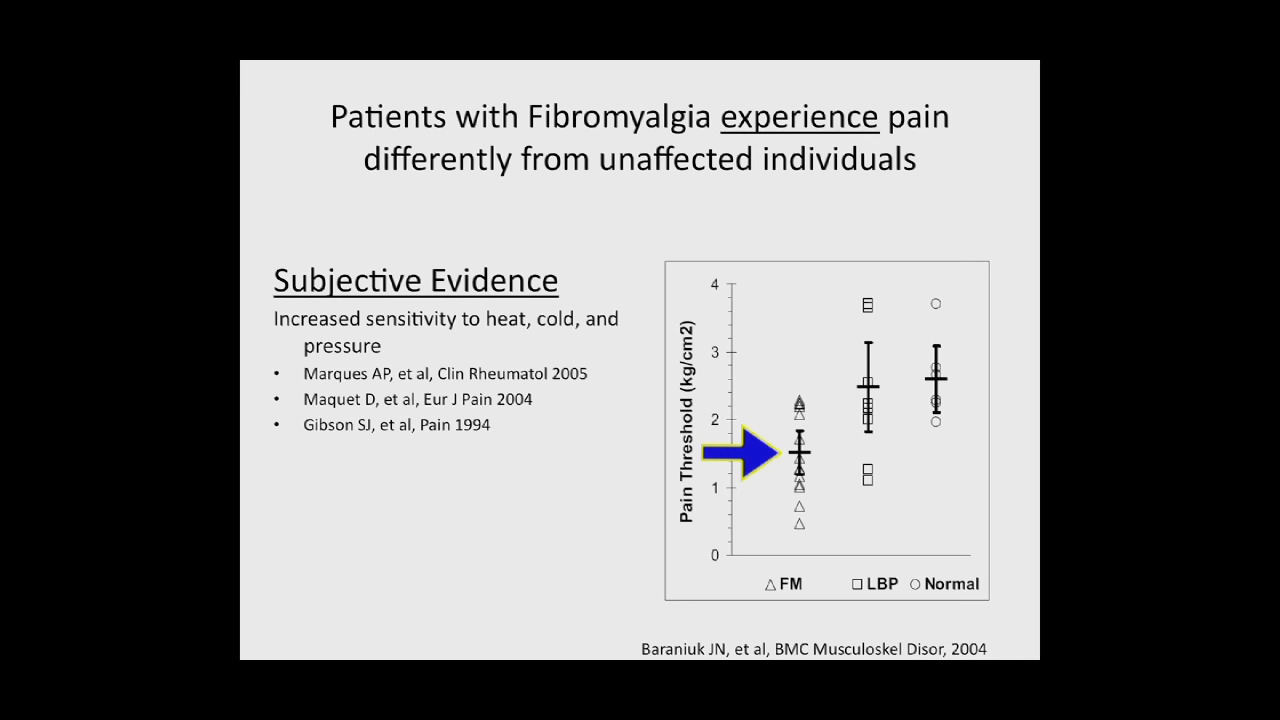 Patients with Fibromyalgia experience pain
differently from unaffected individuals
Subjective Evidence
Increased sensitivity to heat, cold, and
pressure
• Marques AP, et al, Clin Rheumatol 2005
• Maquet D, et al, Eur J Pain 2004
• Gibson SJ, et al, Pain 1994
Pain Threshold (kg/cm2)
4
3
2
1
0
FM LBP Normal
Baraniuk JN, et al, BMC Musculoskel Disor, 2004